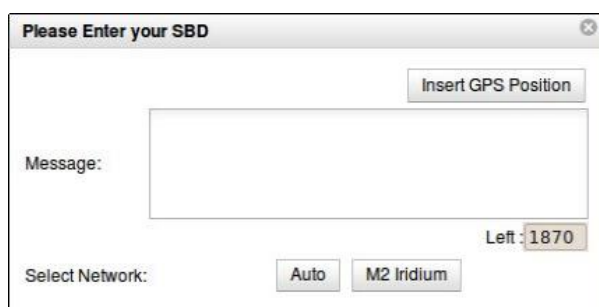 Please Enter your SBD
Insert GPS Position
Message:
Left : 1870
Select Network: Auto M2 Iridium